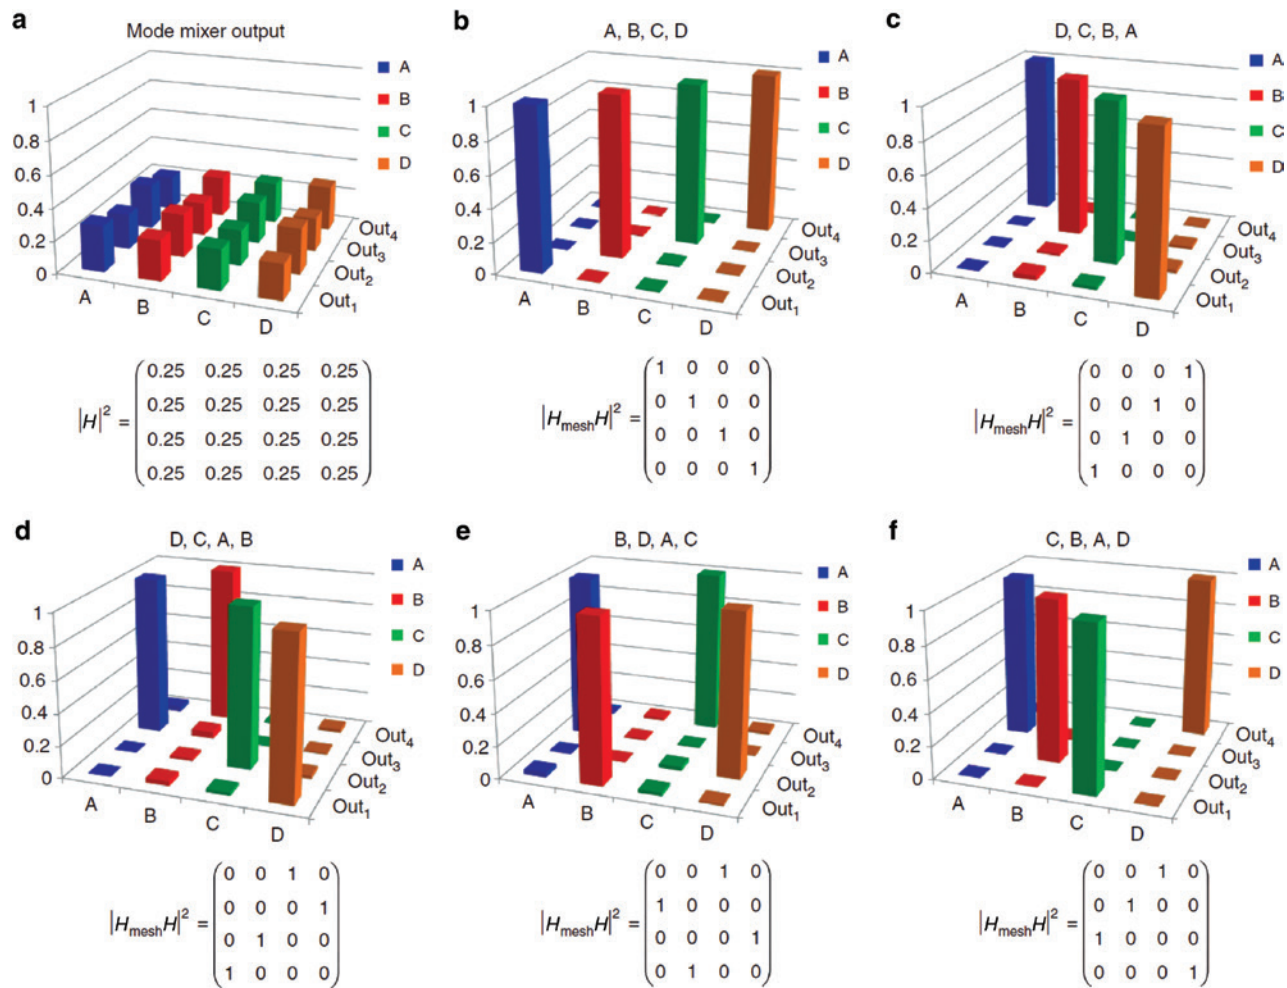 a
Mode mixer output
A
B
C
D
1
0.8
0.6
0.4
0.2
0
A
B
C
D
Out1
Out2
Out3
Out4
|H|² =
0.25 0.25 0.25 0.25
0.25 0.25 0.25 0.25
0.25 0.25 0.25 0.25
0.25 0.25 0.25 0.25
b
A, B, C, D
A
B
C
D
1
0.8
0.6
0.4
0.2
0
A
B
C
D
Out1
Out2
Out3
Out4
|HmeshH|² =
1 0 0 0
0 1 0 0
0 0 1 0
0 0 0 1
c
D, C, B, A
A
B
C
D
1
0.8
0.6
0.4
0.2
0
A
B
C
D
Out1
Out2
Out3
Out4
|HmeshH|² =
0 0 0 1
0 0 1 0
0 1 0 0
1 0 0 0
d
D, C, A, B
A
B
C
D
1
0.8
0.6
0.4
0.2
0
A
B
C
D
Out1
Out2
Out3
Out4
|HmeshH|² =
0 0 1 0
0 0 0 1
0 1 0 0
1 0 0 0
e
B, D, A, C
A
B
C
D
1
0.8
0.6
0.4
0.2
0
A
B
C
D
Out1
Out2
Out3
Out4
|HmeshH|² =
0 0 1 0
1 0 0 0
0 0 0 1
0 1 0 0
f
C, B, A, D
A
B
C
D
1
0.8
0.6
0.4
0.2
0
A
B
C
D
Out1
Out2
Out3
Out4
|HmeshH|² =
0 0 1 0
0 1 0 0
1 0 0 0
0 0 0 1